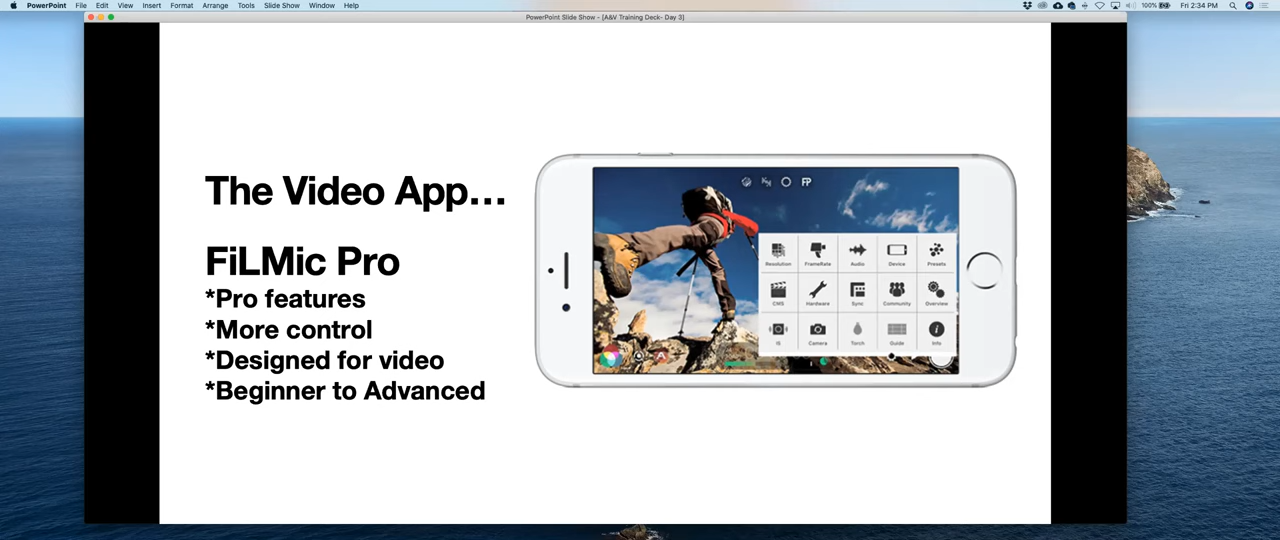 PowerPoint File Edit View Insert Format Arrange Tools Slide Show Window Help 100% Fri 2:34 PM
PowerPoint Slide Show - [A&V Training Deck- Day 3]
The Video App...
FiLMic Pro
*Pro features
*More control
*Designed for video
*Beginner to Advanced
FP
Resolution FrameRate Audio Device Presets
CMS Hardware Sync Community Overview
IS Camera Torch Guide Info
A